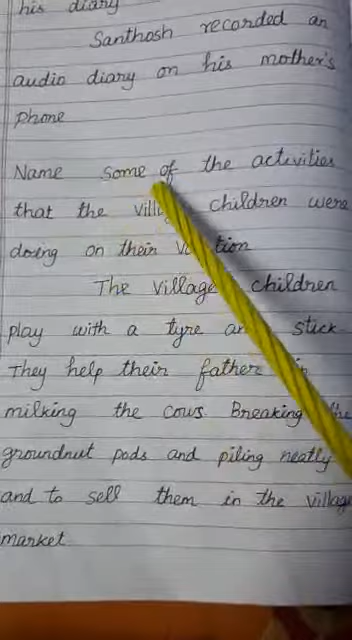 his diary
Santhosh recorded an
audio diary on his mother's
phone
Name some of the activities
that the children were
doing on their
The village children
play with a tyre stick
They help their father
milking the cows. Breaking the
groundnut pods and piling neatly
and to sell them in the village
market